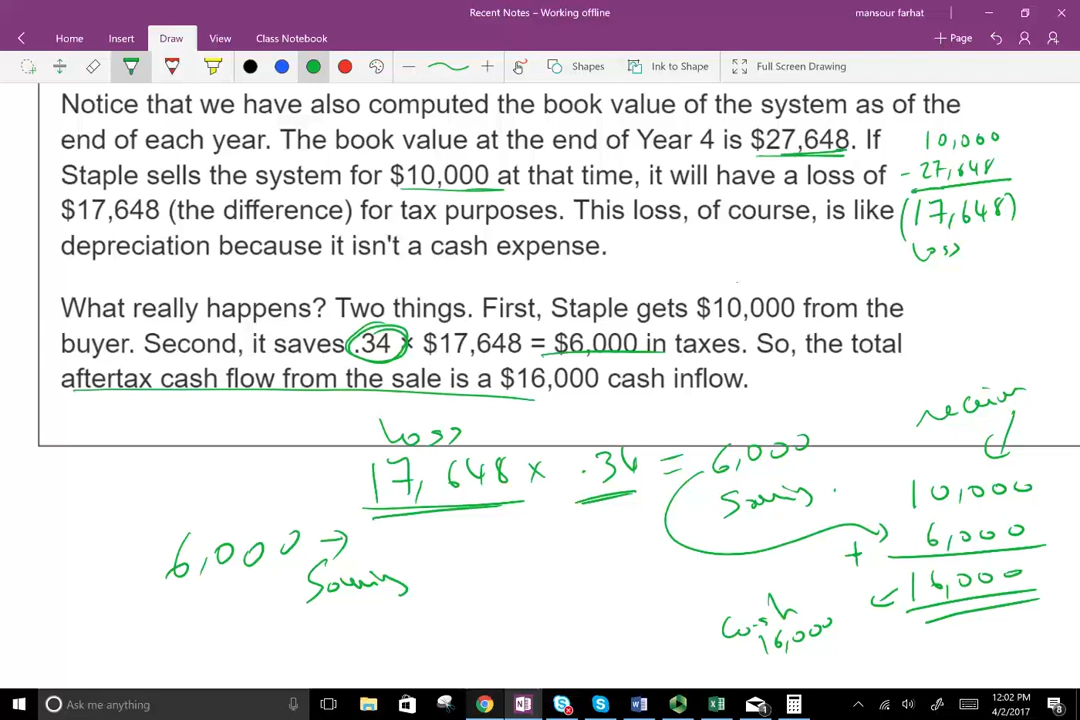 Recent Notes – Working offline
mansour farhat
Home
Insert
Draw
View
Class Notebook
Page
Shapes
Ink to Shape
Full Screen Drawing
Notice that we have also computed the book value of the system as of the
end of each year. The book value at the end of Year 4 is $27,648. If
Staple sells the system for $10,000 at that time, it will have a loss of
$17,648 (the difference) for tax purposes. This loss, of course, is like
depreciation because it isn't a cash expense.
10,000
- 27,648
(17,648)
Loss
What really happens? Two things. First, Staple gets $10,000 from the
buyer. Second, it saves .34 × $17,648 = $6,000 in taxes. So, the total
aftertax cash flow from the sale is a $16,000 cash inflow.
receive
Loss
17,648 × .34 = 6,000
Saving
10,000
+ 6,000
16,000
6,000 →
Saving
Cash
16,000
Ask me anything
12:02 PM
4/2/2017
8